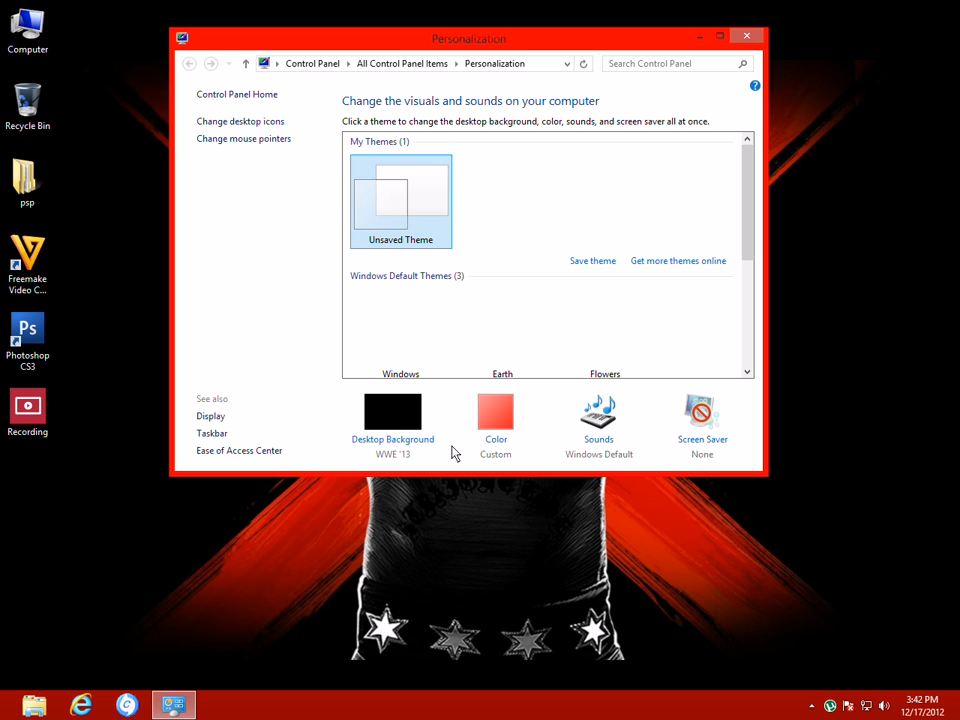 Computer
Recycle Bin
psp
Freemake
Video C...
Ps
Photoshop
CS3
Recording
Personalization
Control Panel
All Control Panel Items
Personalization
Search Control Panel
Control Panel Home
Change desktop icons
Change mouse pointers
See also
Display
Taskbar
Ease of Access Center
Change the visuals and sounds on your computer
Click a theme to change the desktop background, color, sounds, and screen saver all at once.
My Themes (1)
Unsaved Theme
Save theme
Get more themes online
Windows Default Themes (3)
Windows
Earth
Flowers
Desktop Background
WWE '13
Color
Custom
Sounds
Windows Default
Screen Saver
None
3:42 PM
12/17/2012